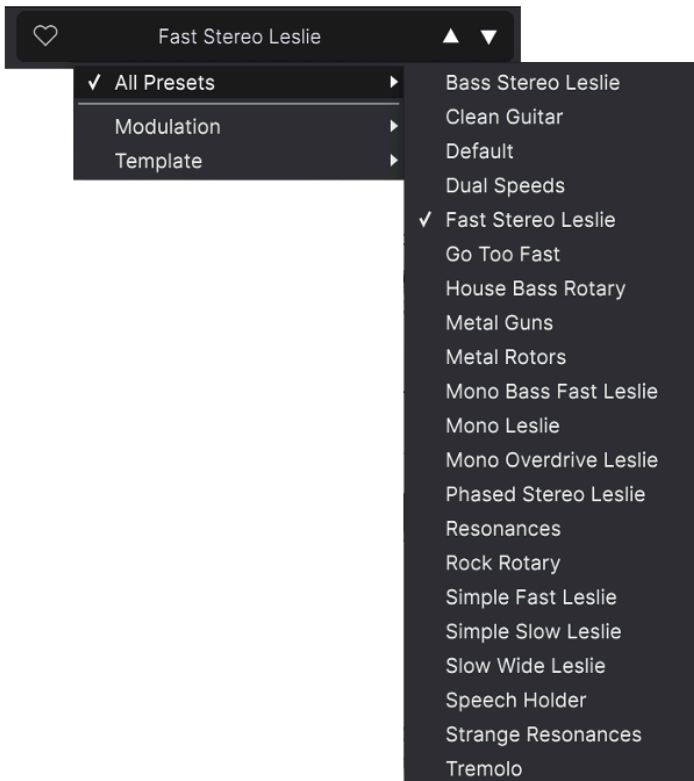 Fast Stereo Leslie
All Presets
Modulation
Template
Bass Stereo Leslie
Clean Guitar
Default
Dual Speeds
Fast Stereo Leslie
Go Too Fast
House Bass Rotary
Metal Guns
Metal Rotors
Mono Bass Fast Leslie
Mono Leslie
Mono Overdrive Leslie
Phased Stereo Leslie
Resonances
Rock Rotary
Simple Fast Leslie
Simple Slow Leslie
Slow Wide Leslie
Speech Holder
Strange Resonances
Tremolo